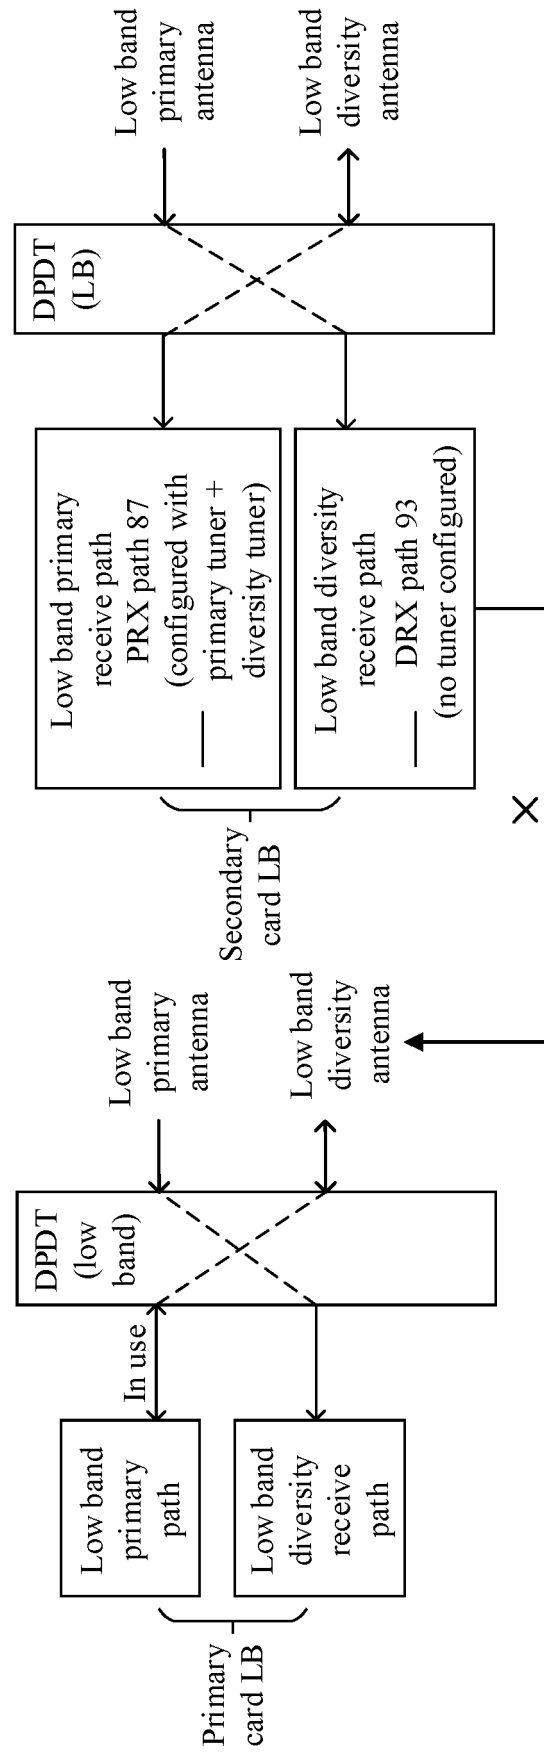 Primary
card LB
Low band
primary
path
Low band
diversity
receive
path
In use
DPDT
(low
band)
Low band
primary
antenna
Low band
diversity
antenna
Secondary
card LB
Low band primary
receive path
— PRX path 87
(configured with
primary tuner +
diversity tuner)
Low band diversity
receive path
— DRX path 93
(no tuner configured)
DPDT
(LB)
Low band
primary
antenna
Low band
diversity
antenna
×